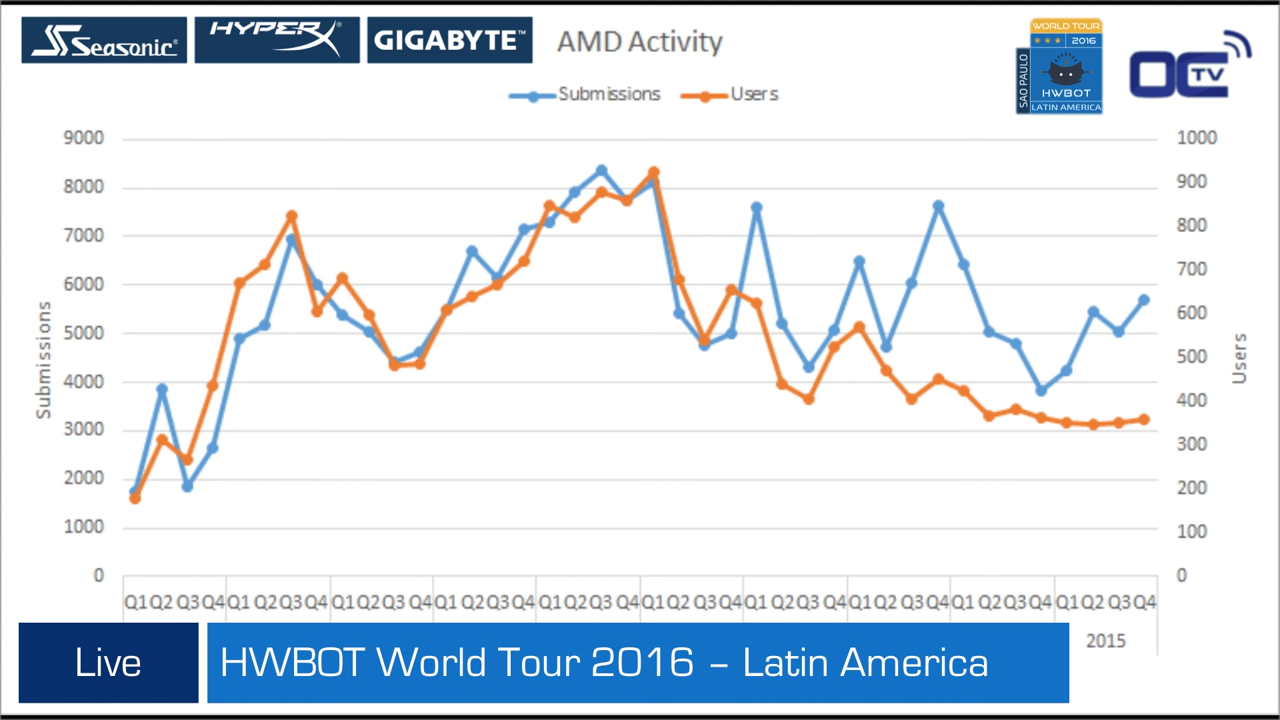 Seasonic®
HYPERX®
GIGABYTE™
AMD Activity
WORLD TOUR
2016
SAO PAULO
HWBOT
LATIN AMERICA
OC TV
Submissions Users
9000 1000
8000 900
7000 800
6000 700
5000 600
4000 500
3000 400
2000 300
1000 200
0 100
0
Submissions
Users
Q1 Q2 Q3 Q4 Q1 Q2 Q3 Q4 Q1 Q2 Q3 Q4 Q1 Q2 Q3 Q4 Q1 Q2 Q3 Q4 Q1 Q2 Q3 Q4 Q1 Q2 Q3 Q4 Q1 Q2 Q3 Q4 Q1 Q2 Q3 Q4 Q1 Q2 Q3 Q4
2015
Live
HWBOT World Tour 2016 – Latin America